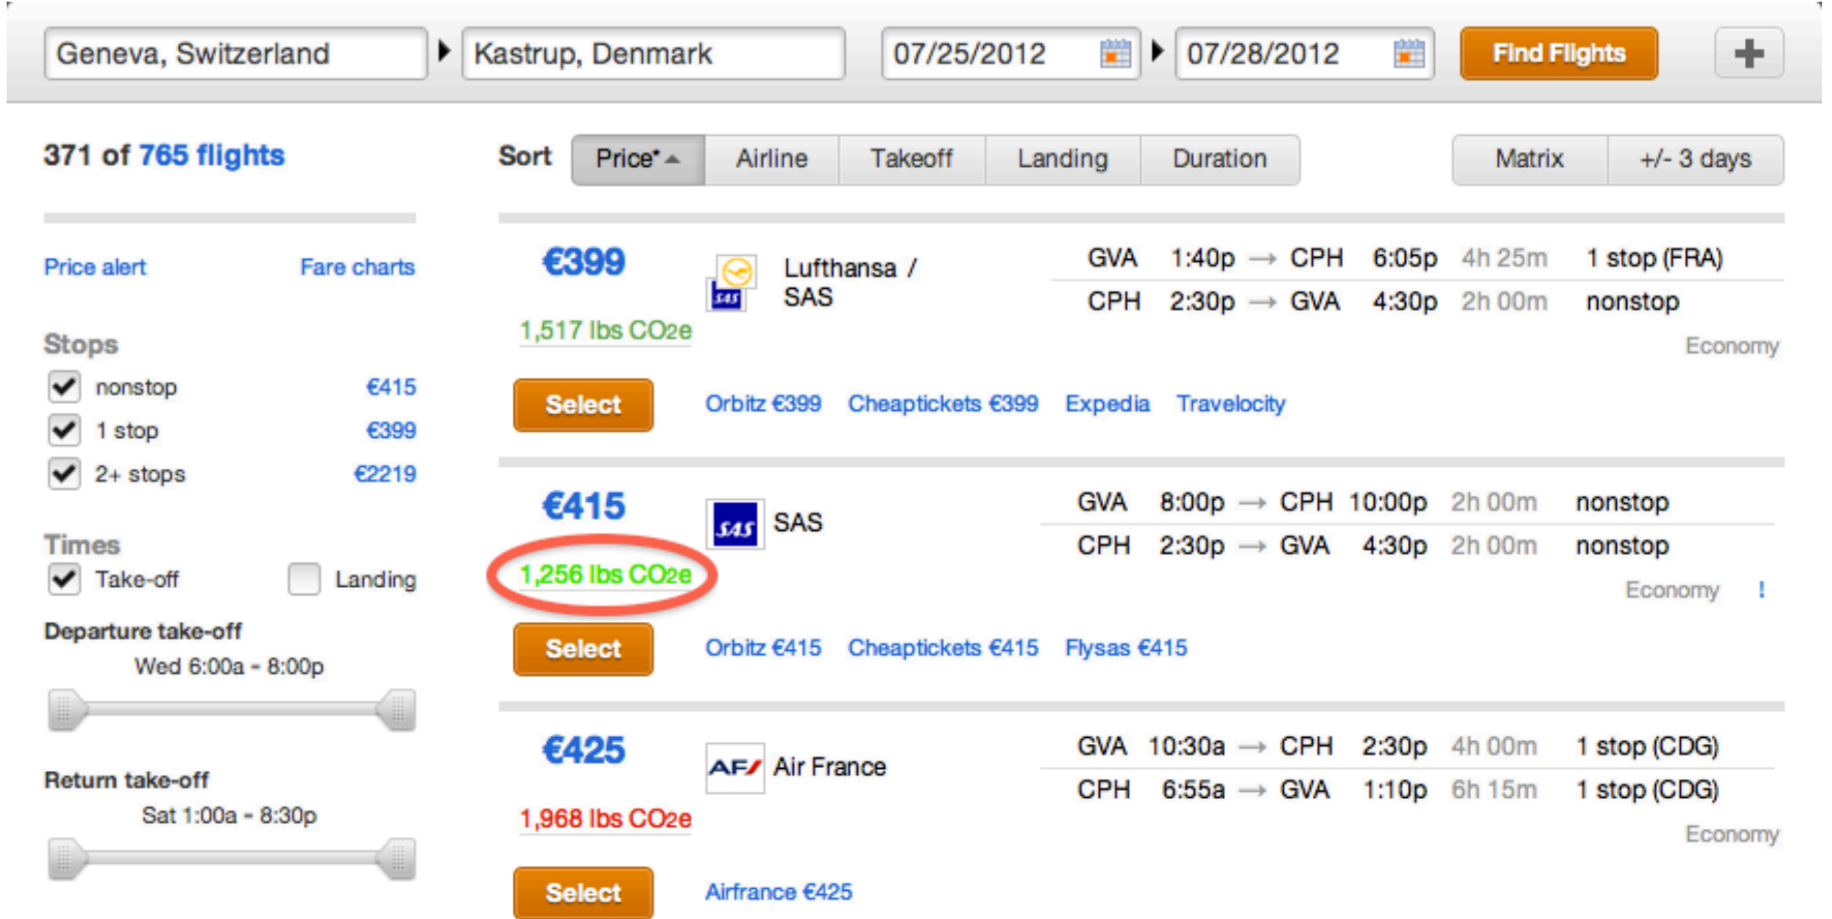 Geneva, Switzerland Kastrup, Denmark 07/25/2012 07/28/2012 Find Flights +
371 of 765 flights
Sort Price* Airline Takeoff Landing Duration Matrix +/- 3 days
Price alert Fare charts
Stops
nonstop €415
1 stop €399
2+ stops €2219
Times
Take-off Landing
Departure take-off
Wed 6:00a - 8:00p
Return take-off
Sat 1:00a - 8:30p
€399
1,517 lbs CO2e
SAS
Lufthansa /
SAS
GVA 1:40p → CPH 6:05p 4h 25m 1 stop (FRA)
CPH 2:30p → GVA 4:30p 2h 00m nonstop
Economy
Select Orbitz €399 Cheaptickets €399 Expedia Travelocity
€415
1,256 lbs CO2e
SAS SAS
GVA 8:00p → CPH 10:00p 2h 00m nonstop
CPH 2:30p → GVA 4:30p 2h 00m nonstop
Economy !
Select Orbitz €415 Cheaptickets €415 Flysas €415
€425
1,968 lbs CO2e
AF Air France
GVA 10:30a → CPH 2:30p 4h 00m 1 stop (CDG)
CPH 6:55a → GVA 1:10p 6h 15m 1 stop (CDG)
Economy
Select Airfrance €425